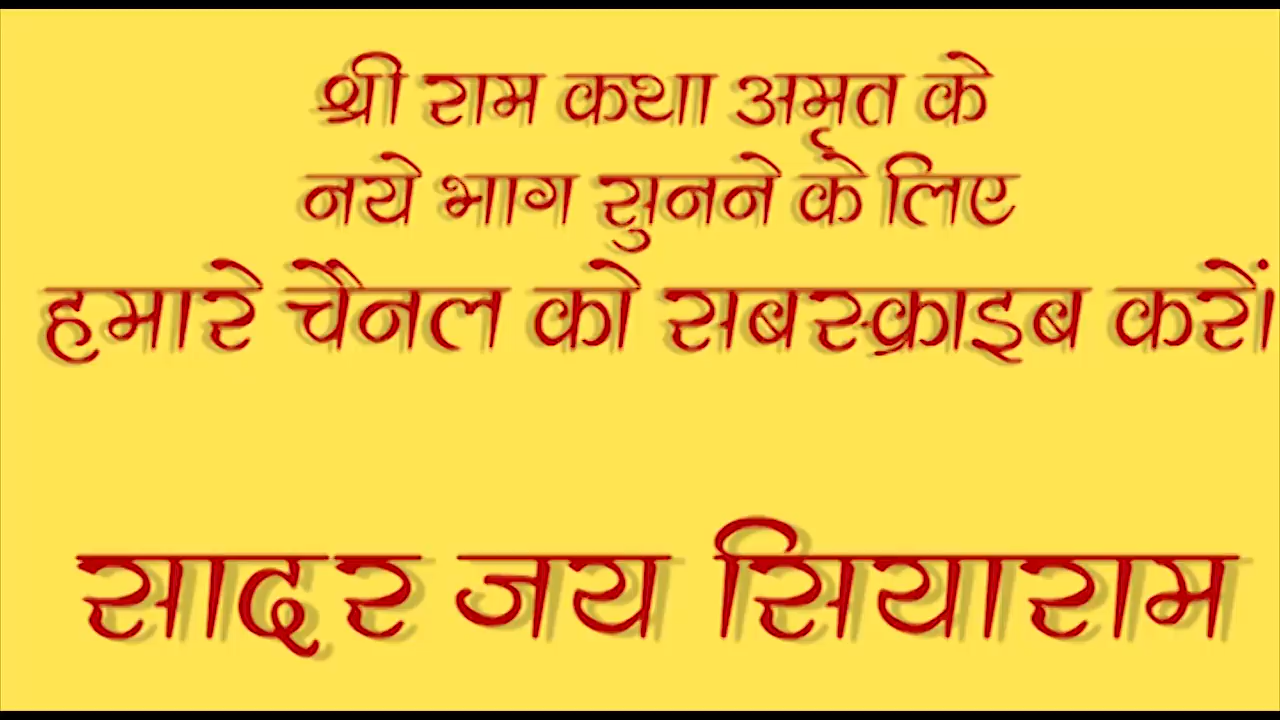 श्री राम कथा अमृत के
नये भाग सुनने के लिए
हमारे चैनल को सबस्क्राइब करें।
सादर जय सियाराम